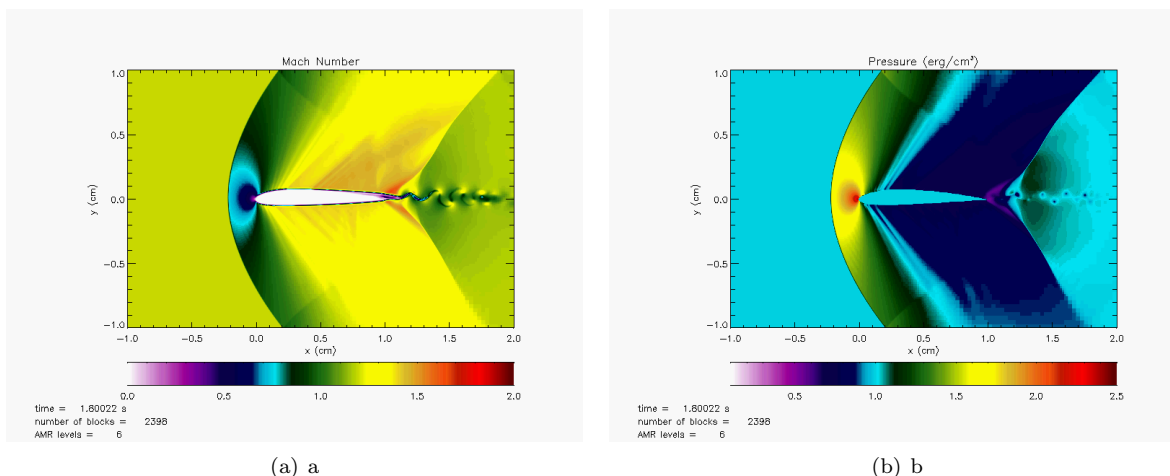 Mach Number
1.0
0.5
0.0
−0.5
−1.0
y (cm)
−1.0 −0.5 0.0 0.5 1.0 1.5 2.0
x (cm)
0.0 0.5 1.0 1.5 2.0
time = 1.80022 s
number of blocks = 2398
AMR levels = 6
(a) a
Pressure (erg/cm³)
1.0
0.5
0.0
−0.5
−1.0
y (cm)
−1.0 −0.5 0.0 0.5 1.0 1.5 2.0
x (cm)
0.5 1.0 1.5 2.0 2.5
time = 1.80022 s
number of blocks = 2398
AMR levels = 6
(b) b